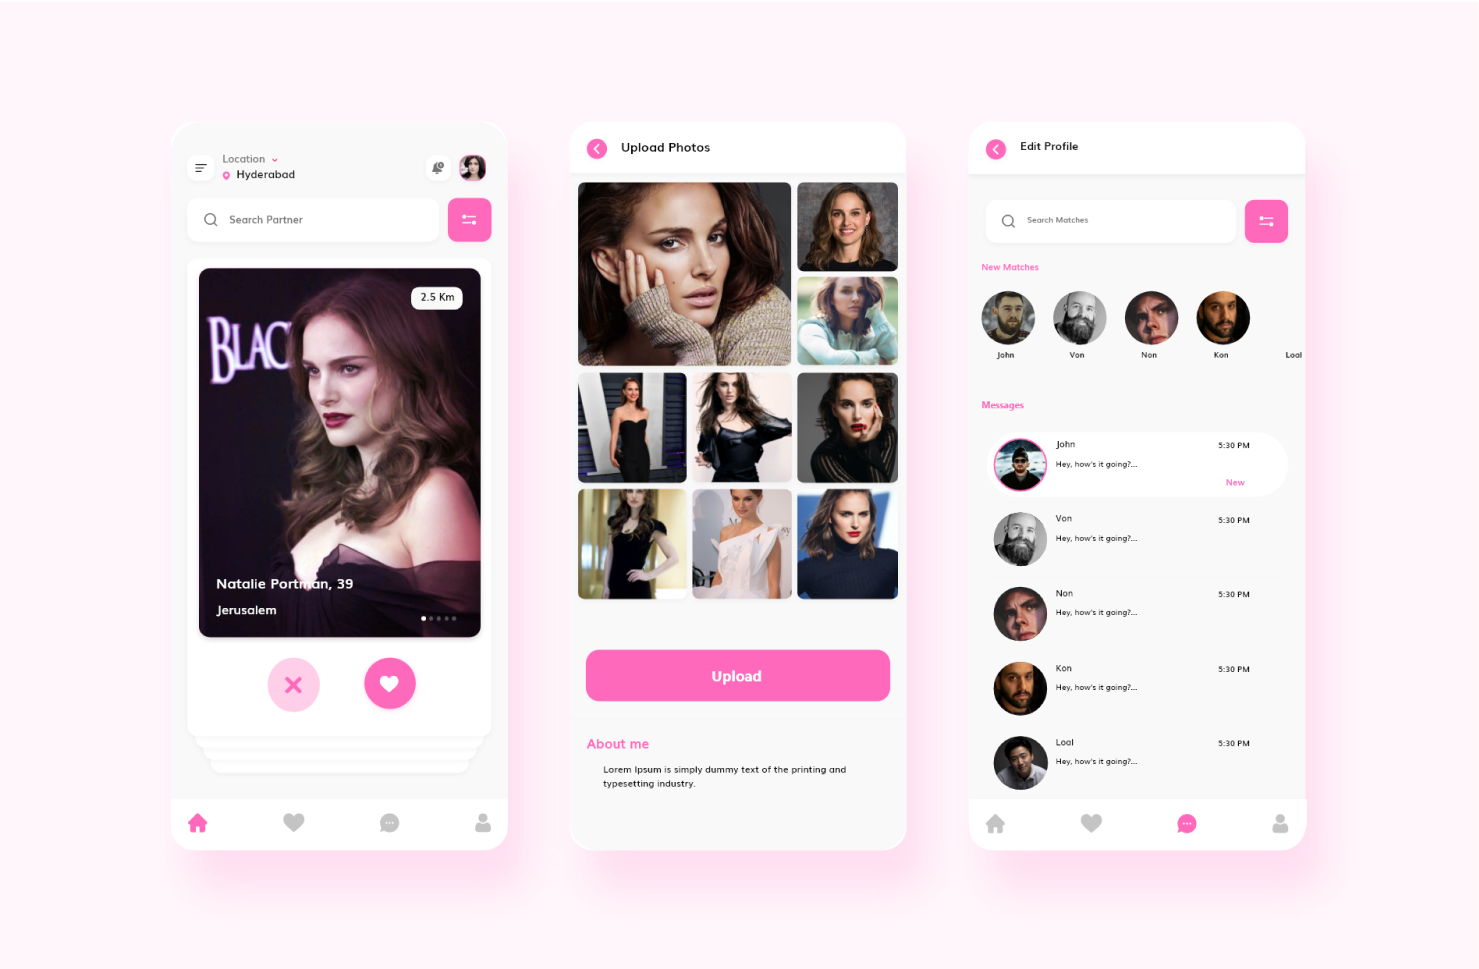 Location
Hyderabad
Search Partner
BLAC
2.5 Km
Natalie Portman, 39
Jerusalem
Upload Photos
Upload
About me
Lorem Ipsum is simply dummy text of the printing and
typesetting industry.
Edit Profile
Search Matches
New Matches
John
Von
Non
Kon
Loal
Messages
John
5:30 PM
Hey, how's it going?...
New
Von
5:30 PM
Hey, how's it going?...
Non
5:30 PM
Hey, how's it going?...
Kon
5:30 PM
Hey, how's it going?...
Loal
5:30 PM
Hey, how's it going?...